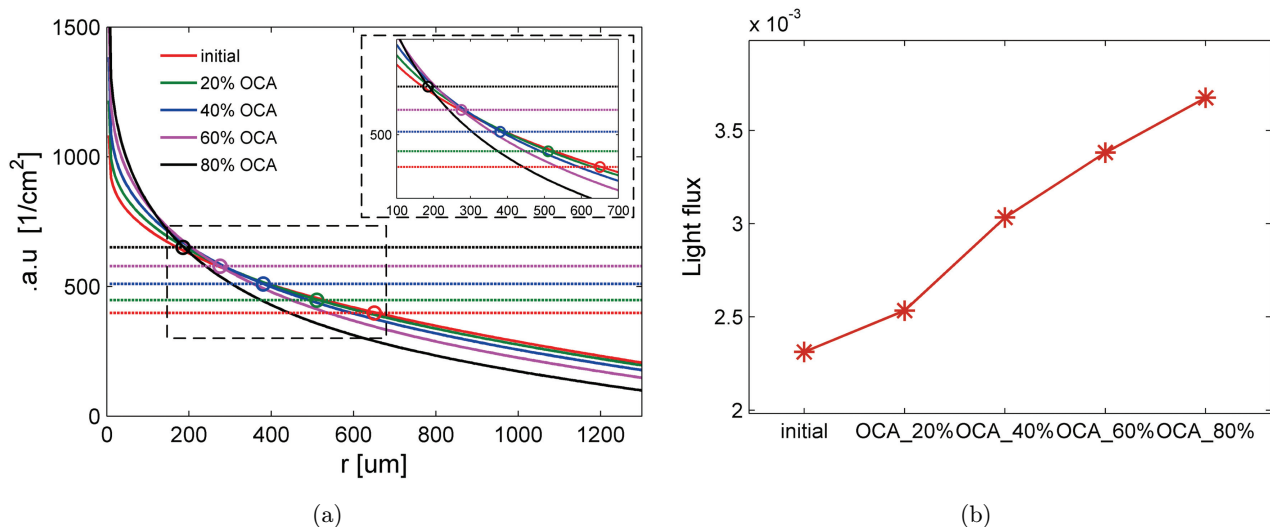 1500
1000
500
0
.a.u [1/cm²]
initial
20% OCA
40% OCA
60% OCA
80% OCA
500
100 200 300 400 500 600 700
0 200 400 600 800 1000 1200
r [um]
(a)
x 10⁻³
3.5
3
2.5
2
Light flux
initial OCA_20% OCA_40% OCA_60% OCA_80%
(b)